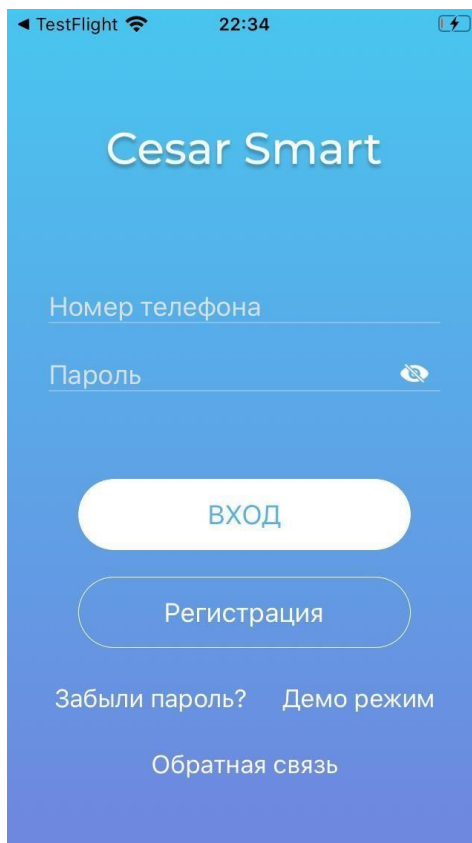 ◀ TestFlight 22:34
Cesar Smart
Номер телефона
Пароль
ВХОД
Регистрация
Забыли пароль? Демо режим
Обратная связь